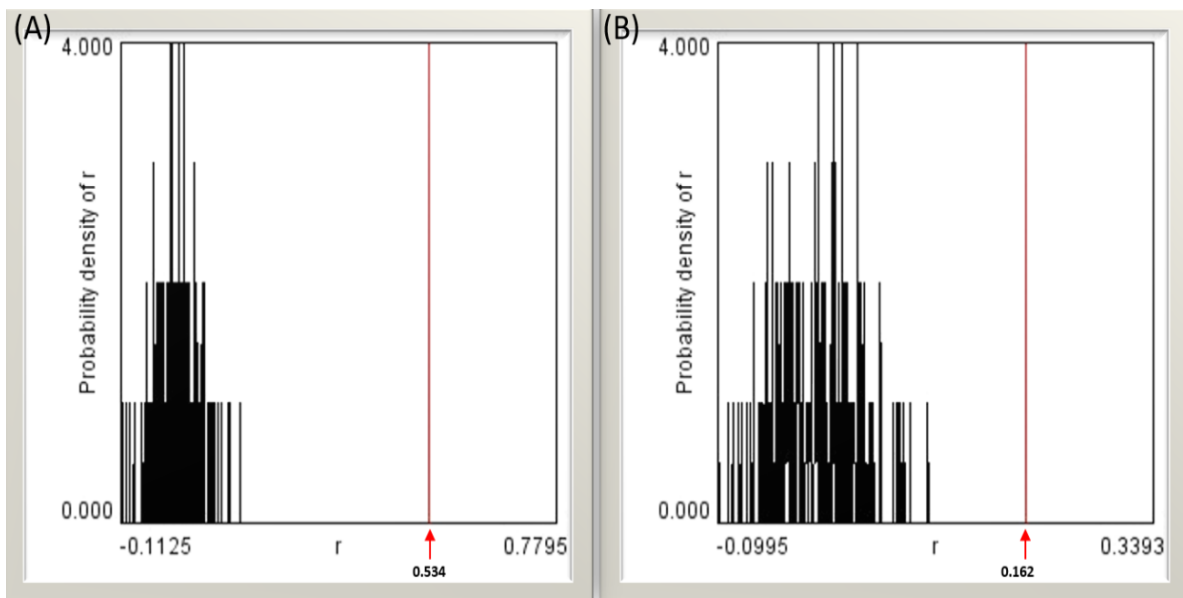 (A)
4.000
Probability density of r
0.000
-0.1125 r 0.7795
0.534
(B)
4.000
Probability density of r
0.000
-0.0995 r 0.3393
0.162